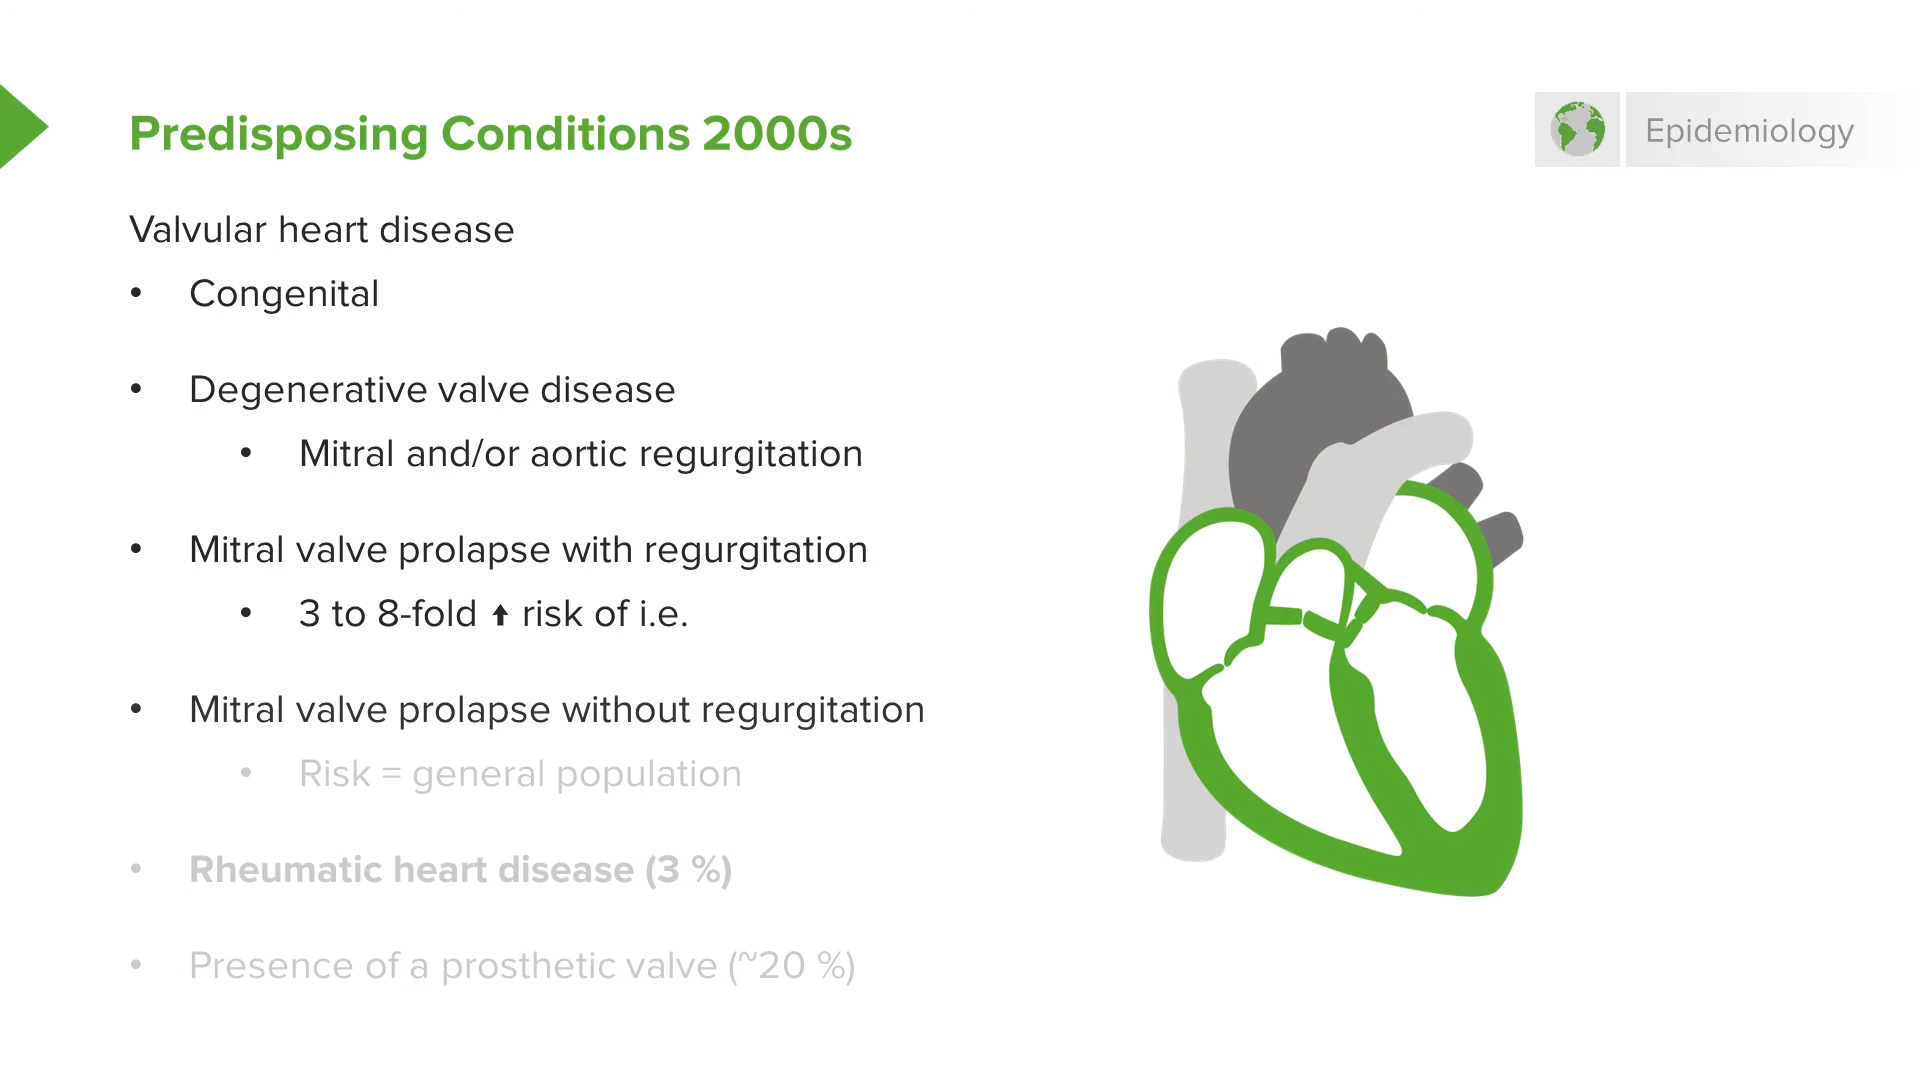 Predisposing Conditions 2000s
Epidemiology
Valvular heart disease
• Congenital
• Degenerative valve disease
• Mitral and/or aortic regurgitation
• Mitral valve prolapse with regurgitation
• 3 to 8-fold ↑ risk of i.e.
• Mitral valve prolapse without regurgitation
• Risk = general population
• Rheumatic heart disease (3 %)
• Presence of a prosthetic valve (~20 %)